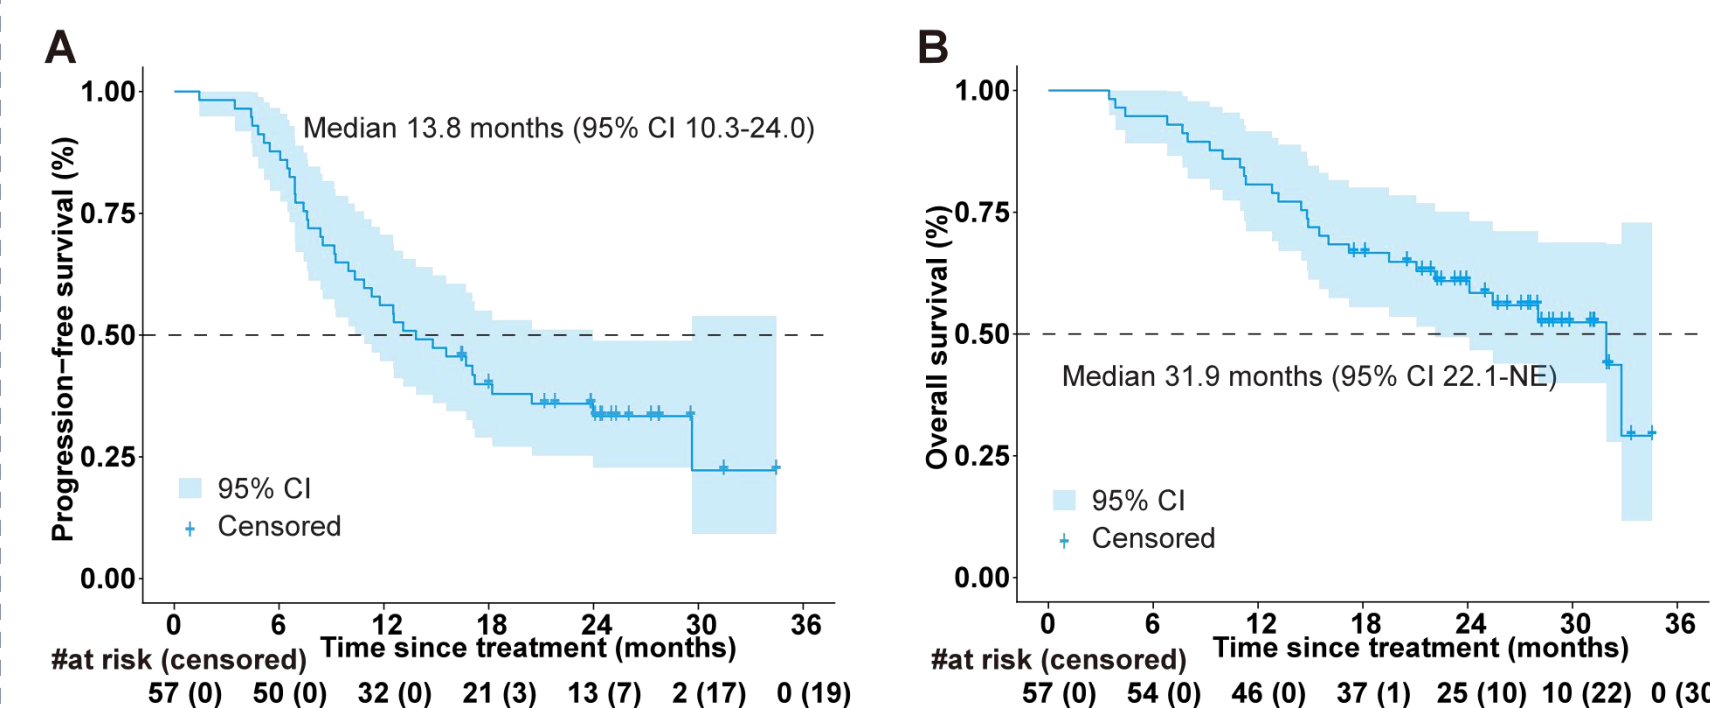 A
Progression–free survival (%)
1.00
0.75
0.50
0.25
0.00
Median 13.8 months (95% CI 10.3-24.0)
95% CI
Censored
0 6 12 18 24 30 36
Time since treatment (months)
#at risk (censored)
57 (0) 50 (0) 32 (0) 21 (3) 13 (7) 2 (17) 0 (19)
B
Overall survival (%)
1.00
0.75
0.50
0.25
0.00
Median 31.9 months (95% CI 22.1-NE)
95% CI
Censored
0 6 12 18 24 30 36
Time since treatment (months)
#at risk (censored)
57 (0) 54 (0) 46 (0) 37 (1) 25 (10) 10 (22) 0 (30